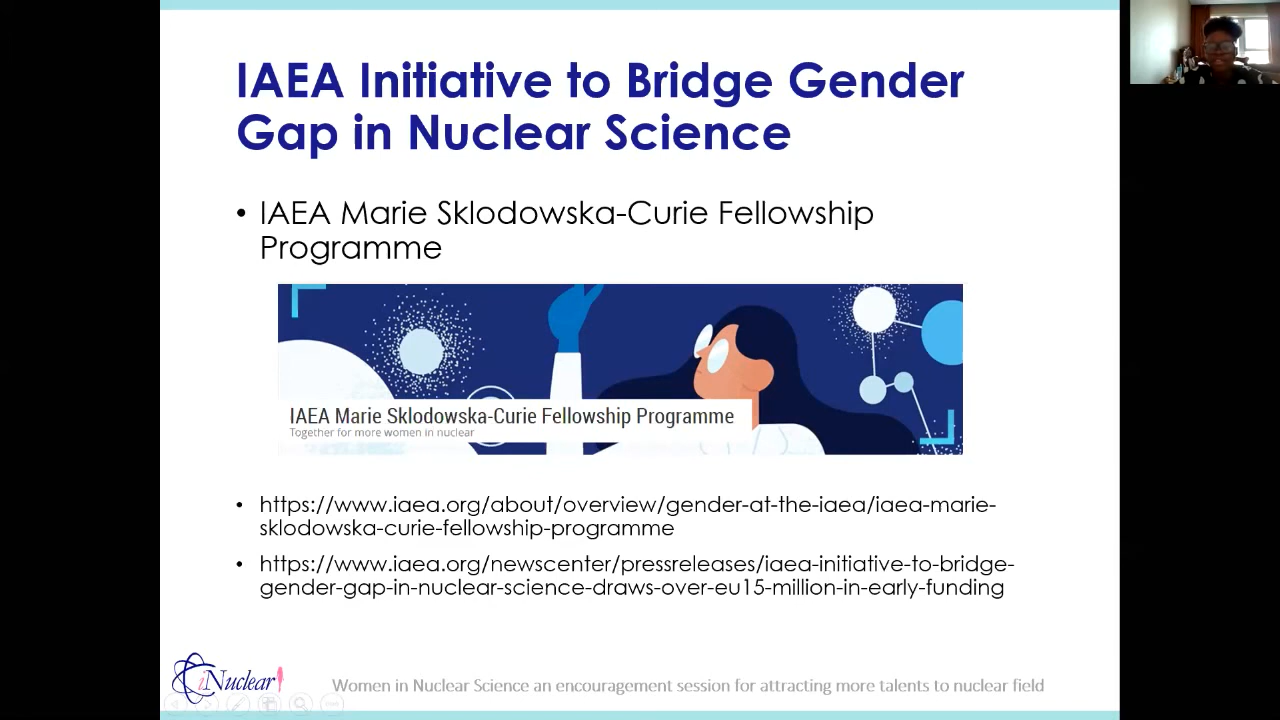 IAEA Initiative to Bridge Gender
Gap in Nuclear Science
• IAEA Marie Sklodowska-Curie Fellowship
Programme
IAEA Marie Sklodowska-Curie Fellowship Programme
Together for more women in nuclear
• https://www.iaea.org/about/overview/gender-at-the-iaea/iaea-marie-
sklodowska-curie-fellowship-programme
• https://www.iaea.org/newscenter/pressreleases/iaea-initiative-to-bridge-
gender-gap-in-nuclear-science-draws-over-eu15-million-in-early-funding
iNuclear
Women in Nuclear Science an encouragement session for attracting more talents to nuclear field